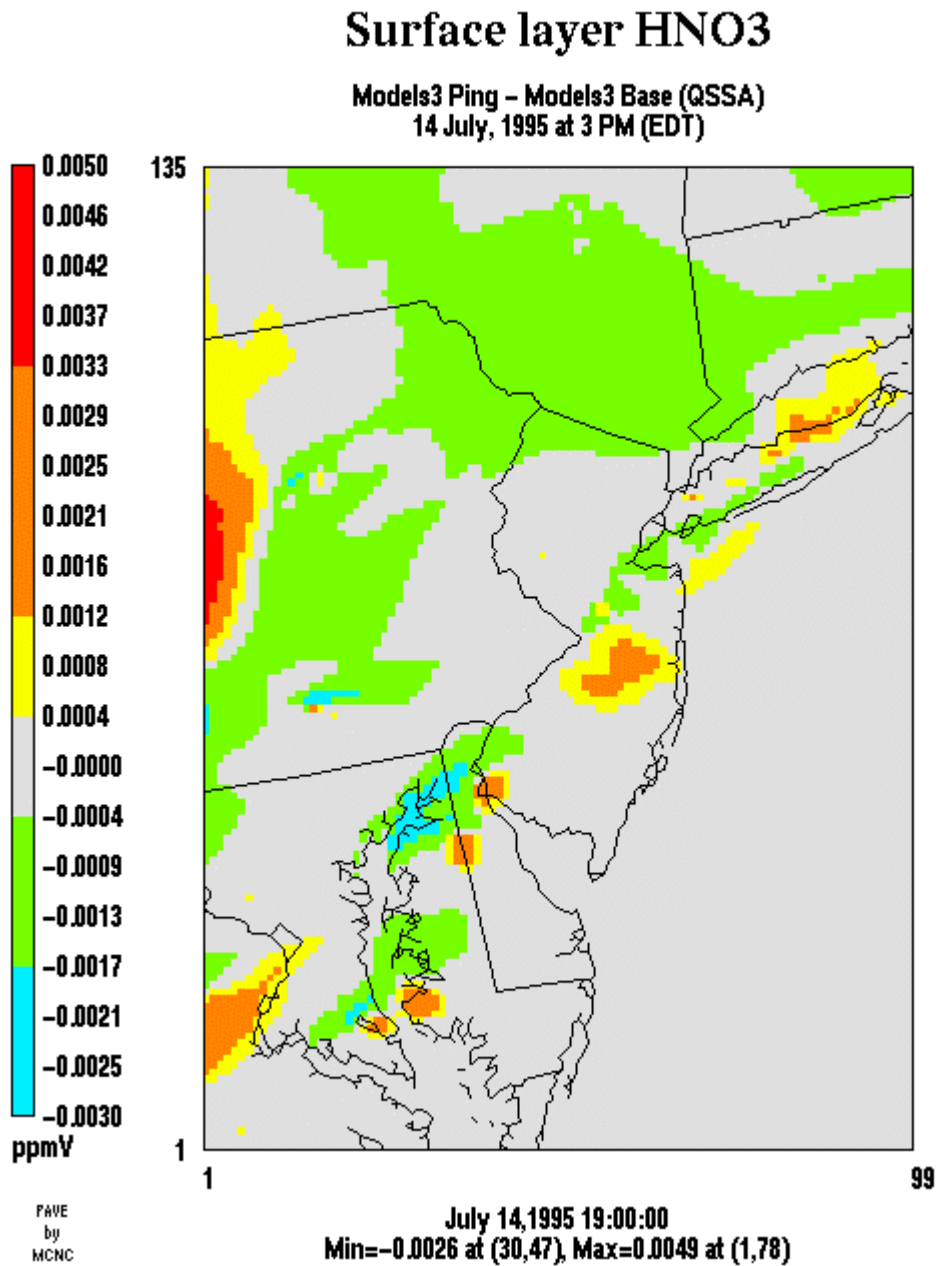 Surface layer HNO3
Models3 Ping – Models3 Base (QSSA)
14 July, 1995 at 3 PM (EDT)
0.0050
0.0046
0.0042
0.0037
0.0033
0.0029
0.0025
0.0021
0.0016
0.0012
0.0008
0.0004
−0.0000
−0.0004
−0.0009
−0.0013
−0.0017
−0.0021
−0.0025
−0.0030
ppmV
135
1
1
99
PAVE
by
MCNC
July 14,1995 19:00:00
Min=−0.0026 at (30,47), Max=0.0049 at (1,78)